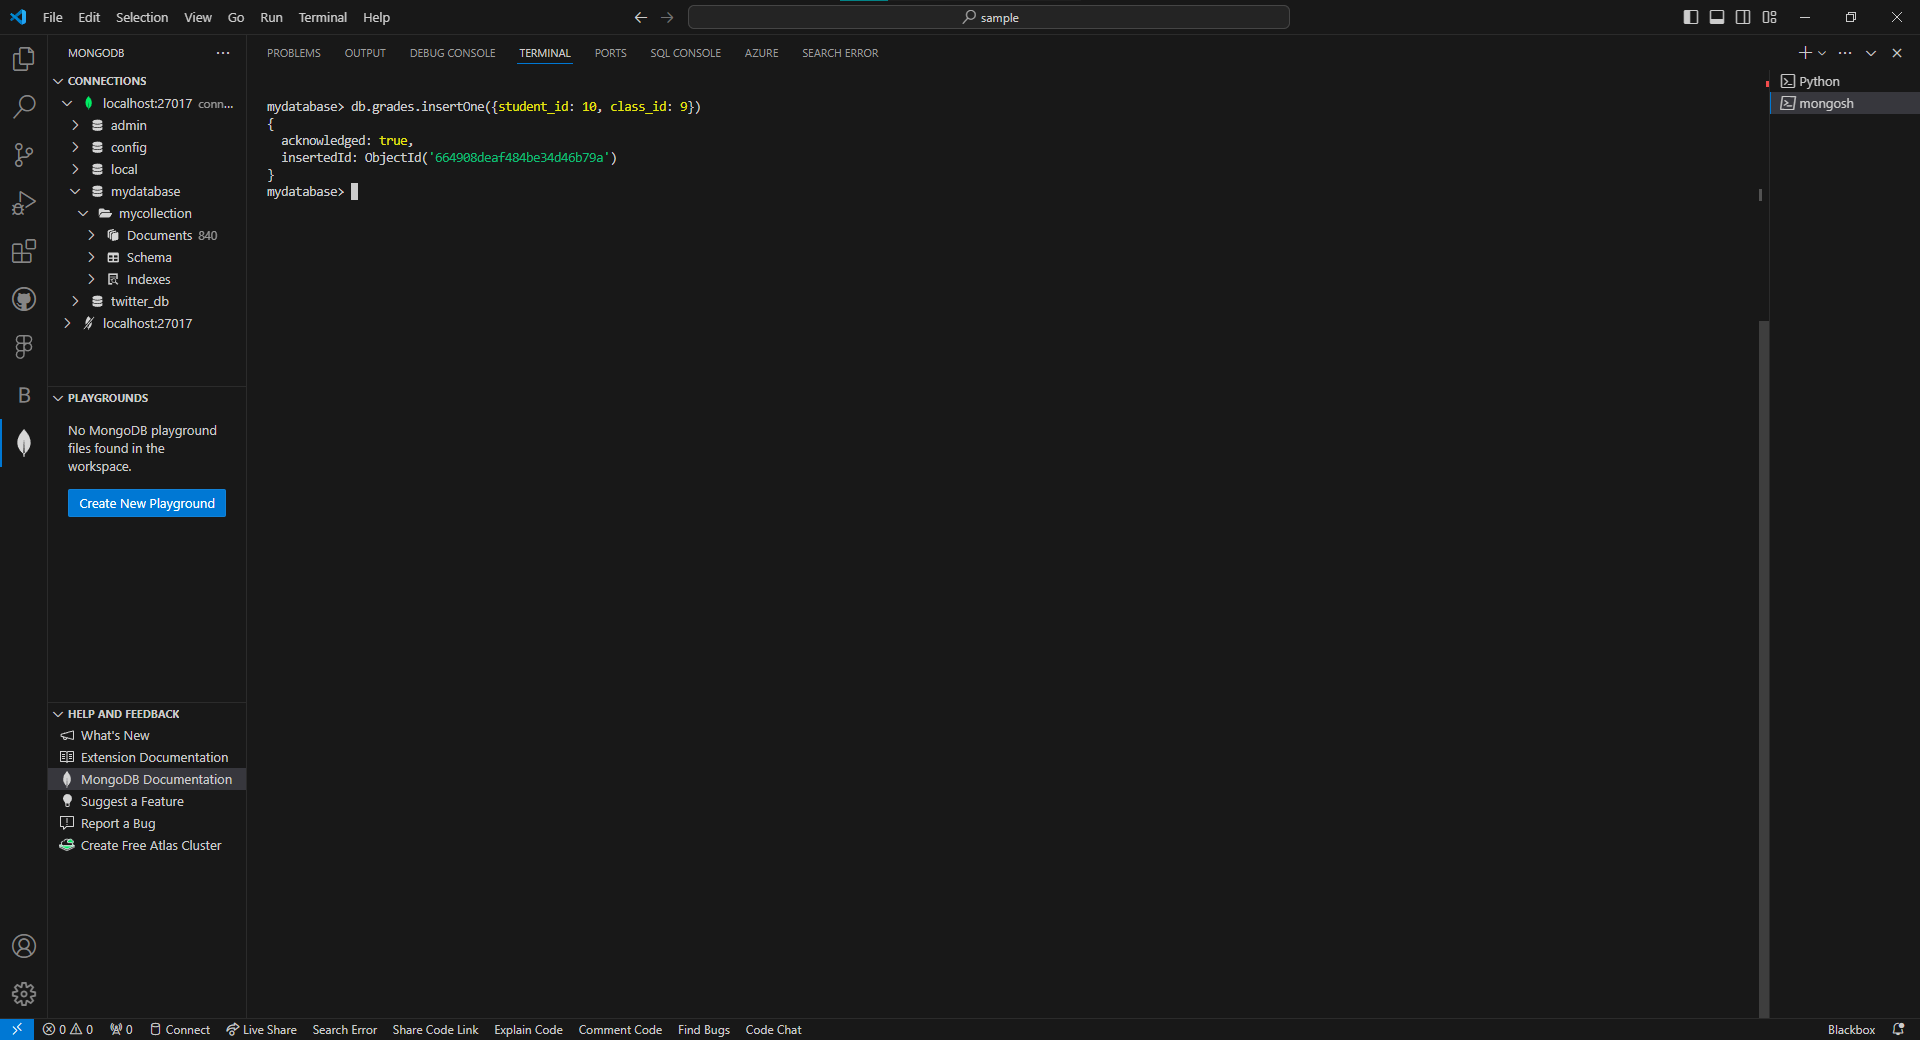 File Edit Selection View Go Run Terminal Help
sample
MONGODB
PROBLEMS OUTPUT DEBUG CONSOLE TERMINAL PORTS SQL CONSOLE AZURE SEARCH ERROR
CONNECTIONS
localhost:27017 conn...
admin
config
local
mydatabase
mycollection
Documents 840
Schema
Indexes
twitter_db
localhost:27017
PLAYGROUNDS
No MongoDB playground
files found in the
workspace.
Create New Playground
HELP AND FEEDBACK
What's New
Extension Documentation
MongoDB Documentation
Suggest a Feature
Report a Bug
Create Free Atlas Cluster
B
mydatabase> db.grades.insertOne({student_id: 10, class_id: 9})
{
acknowledged: true,
insertedId: ObjectId('664908deaf484be34d46b79a')
}
mydatabase>
Python
mongosh
0 0 0 Connect Live Share Search Error Share Code Link Explain Code Comment Code Find Bugs Code Chat
Blackbox